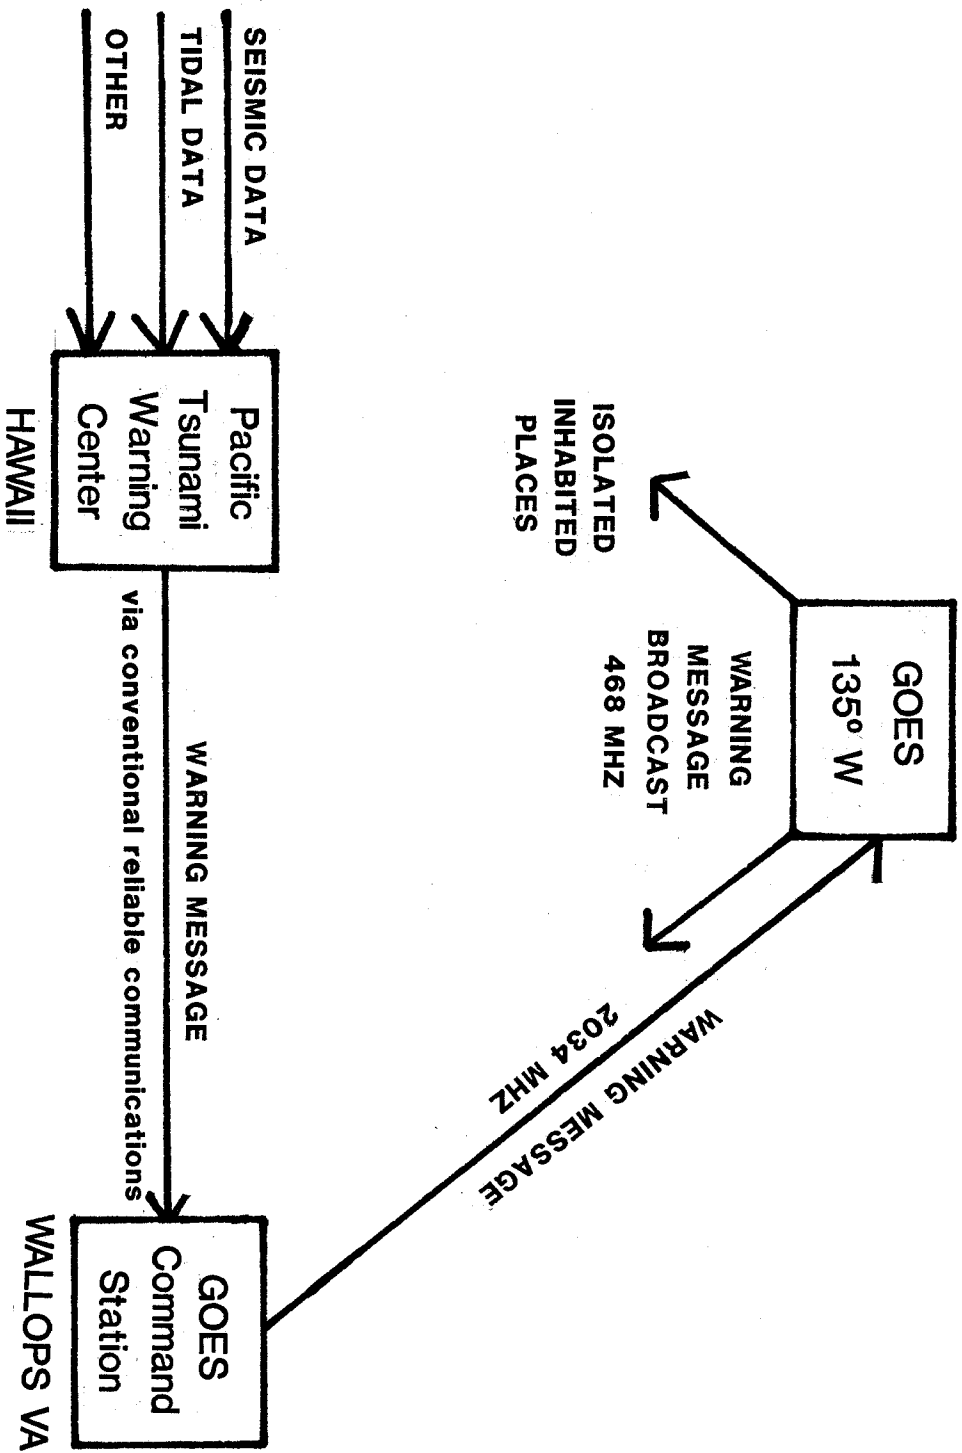 GOES
135º W
WARNING
MESSAGE
BROADCAST
468 MHZ
ISOLATED
INHABITED
PLACES
WARNING MESSAGE
2034 MHZ
SEISMIC DATA
TIDAL DATA
OTHER
Pacific
Tsunami
Warning
Center
HAWAII
WARNING MESSAGE
via conventional reliable communications
GOES
Command
Station
WALLOPS VA